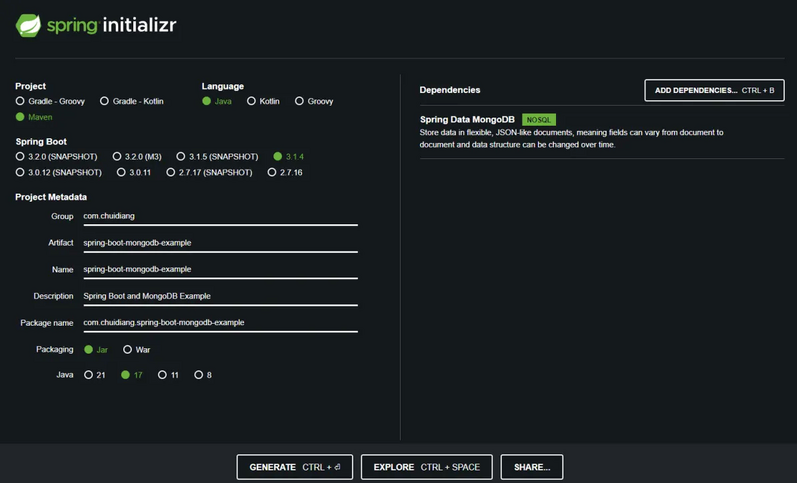 spring initializr
Project
Gradle - Groovy Gradle - Kotlin
Maven
Language
Java Kotlin Groovy
Spring Boot
3.2.0 (SNAPSHOT) 3.2.0 (M3) 3.1.5 (SNAPSHOT) 3.1.4
3.0.12 (SNAPSHOT) 3.0.11 2.7.17 (SNAPSHOT) 2.7.16
Project Metadata
Group com.chuidiang
Artifact spring-boot-mongodb-example
Name spring-boot-mongodb-example
Description Spring Boot and MongoDB Example
Package name com.chuidiang.spring-boot-mongodb-example
Packaging Jar War
Java 21 17 11 8
Dependencies ADD DEPENDENCIES... CTRL + B
Spring Data MongoDB NOSQL
Store data in flexible, JSON-like documents, meaning fields can vary from document to
document and data structure can be changed over time.
GENERATE CTRL + ⏎ EXPLORE CTRL + SPACE SHARE...